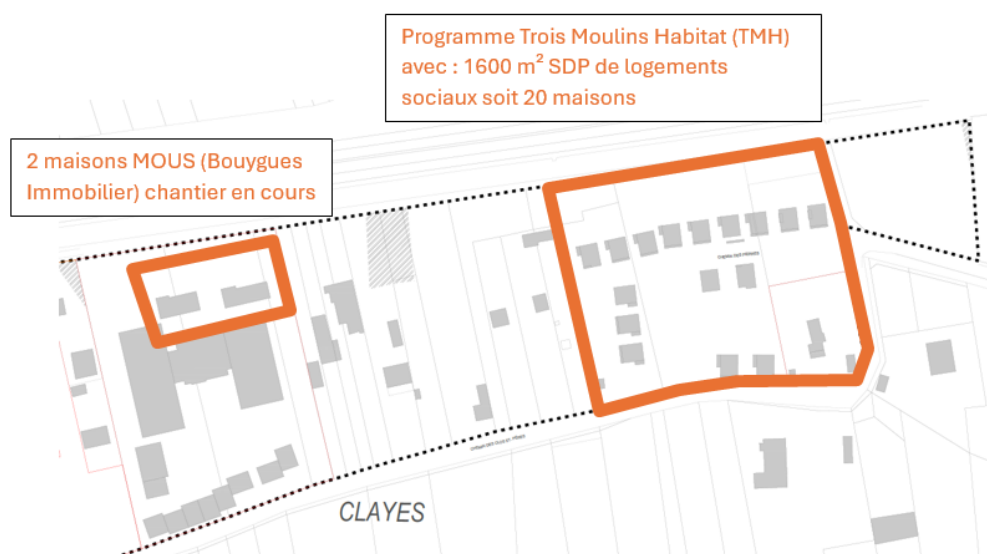 Programme Trois Moulins Habitat (TMH)
avec : 1600 m² SDP de logements
sociaux soit 20 maisons
2 maisons MOUS (Bouygues
Immobilier) chantier en cours
CLAYES